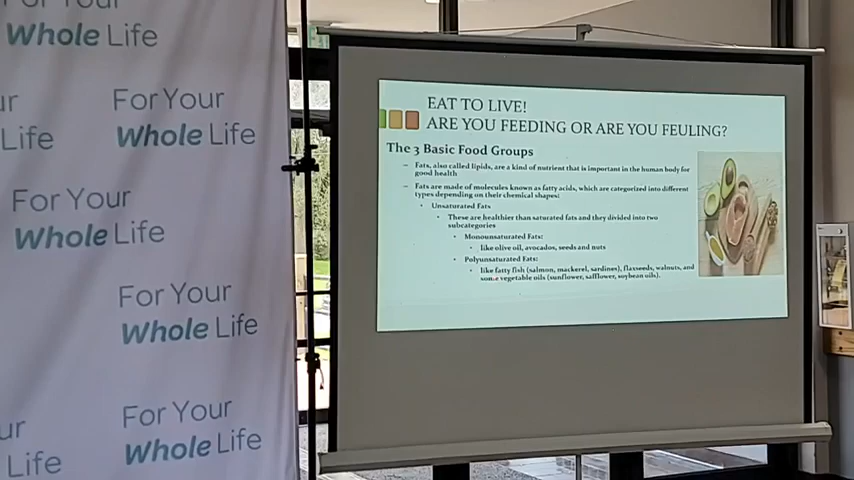 For Your
Whole Life
ur
Life
For Your
Whole Life
For Your
Whole Life
For Your
Whole Life
ur
Life
For Your
Whole Life
EAT TO LIVE!
ARE YOU FEEDING OR ARE YOU FEULING?
The 3 Basic Food Groups
– Fats, also called lipids, are a kind of nutrient that is important in the human body for
good health
– Fats are made of molecules known as fatty acids, which are categorized into different
types depending on their chemical shapes:
• Unsaturated Fats
• These are healthier than saturated fats and they divided into two
subcategories
• Monounsaturated Fats:
• like olive oil, avocados, seeds and nuts
• Polyunsaturated Fats:
• like fatty fish (salmon, mackerel, sardines), flaxseeds, walnuts, and
some vegetable oils (sunflower, safflower, soybean oils).